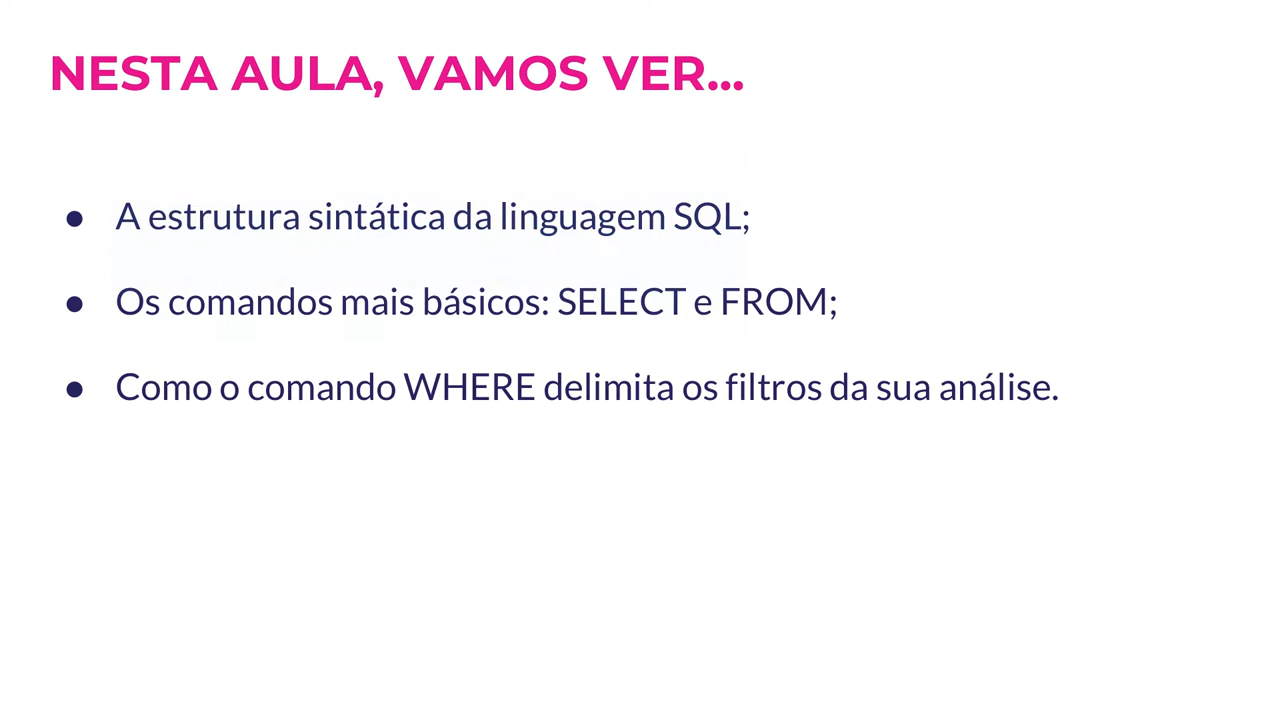 NESTA AULA, VAMOS VER...
● A estrutura sintática da linguagem SQL;
● Os comandos mais básicos: SELECT e FROM;
● Como o comando WHERE delimita os filtros da sua análise.